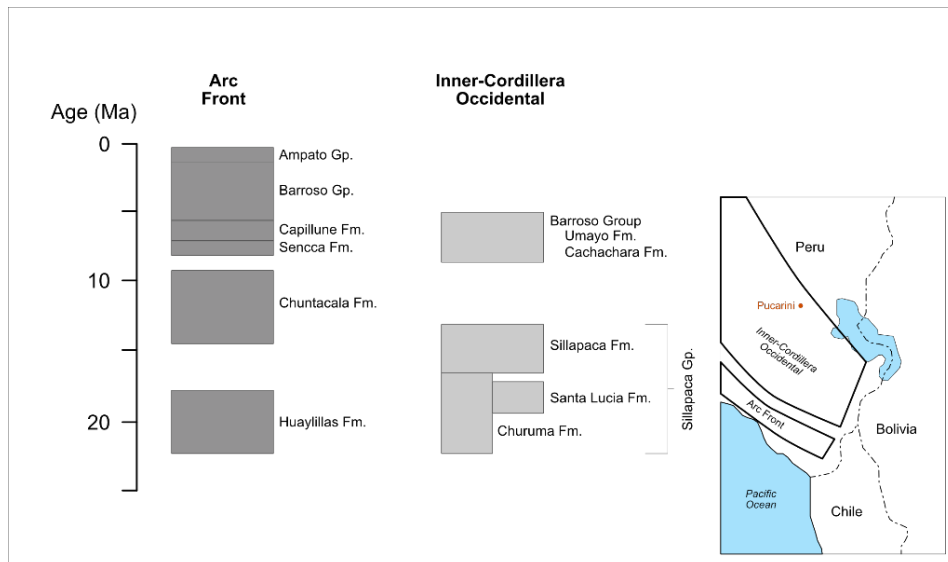 Arc
Front
Inner-Cordillera
Occidental
Age (Ma)
0
10
20
Ampato Gp.
Barroso Gp.
Capillune Fm.
Sencca Fm.
Chuntacala Fm.
Huaylillas Fm.
Barroso Group
Umayo Fm.
Cachachara Fm.
Sillapaca Fm.
Santa Lucia Fm.
Churuma Fm.
Sillapaca Gp.
Peru
Pucarini
Inner-Cordillera
Occidental
Arc Front
Bolivia
Pacific
Ocean
Chile